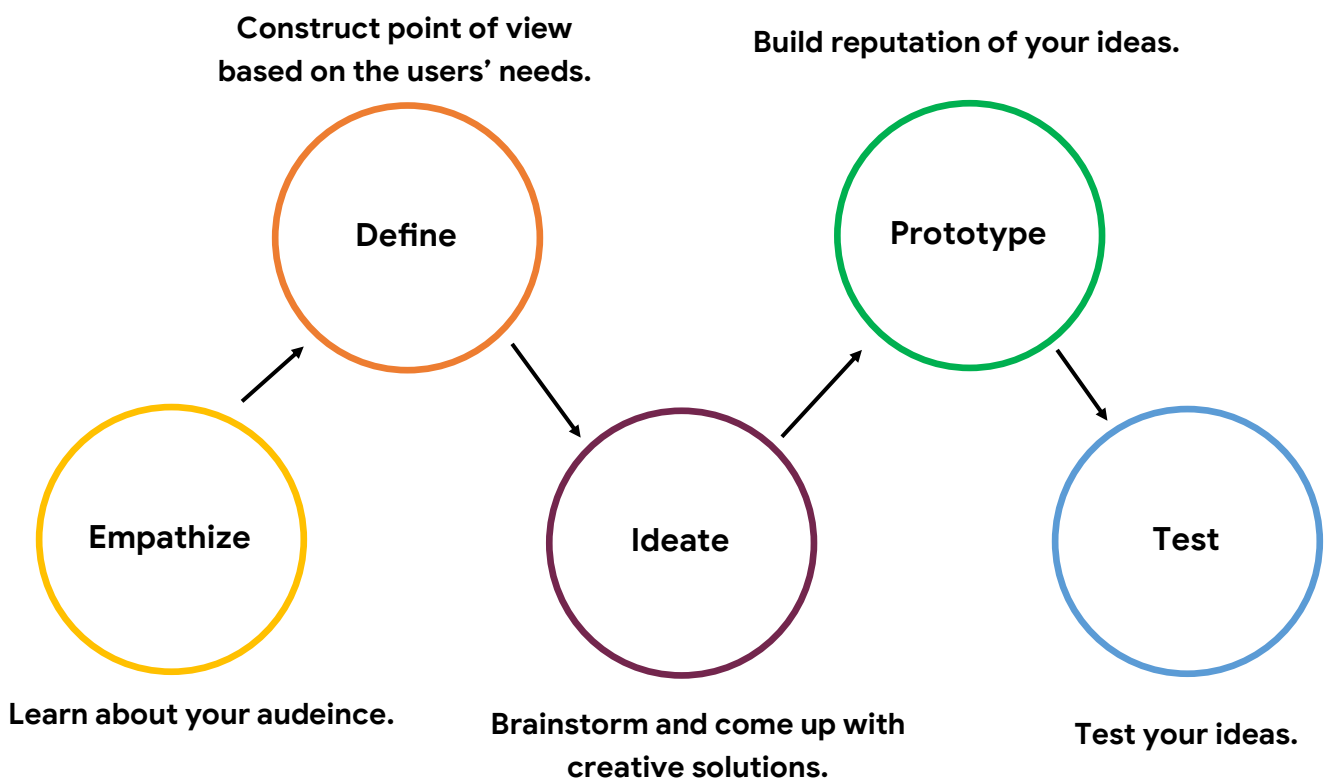 Construct point of view
based on the users’ needs.
Build reputation of your ideas.
Define
Prototype
Empathize
Ideate
Test
Learn about your audeince.
Brainstorm and come up with
creative solutions.
Test your ideas.